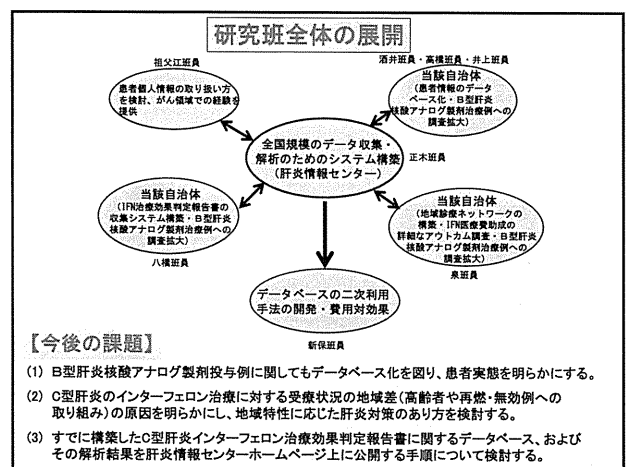 研究班全体の展開
祖父江班員
酒井班員・高橋班員・井上班員
患者個人情報の取り扱い方
を検討、がん領域での経験を
提供
当該自治体
(患者情報のデータ
ベース化・B型肝炎
核酸アナログ製剤治療例への
調査拡大)
全国規模のデータ収集・
解析のためのシステム構築
(肝炎情報センター)
正木班員
当該自治体
(IFN治療効果判定報告書の
収集システム構築・B型肝炎
核酸アナログ製剤治療例への
調査拡大)
八橋班員
当該自治体
(地域診療ネットワークの
構築・IFN医療費助成の
詳細なアウトカム調査・B型肝炎
核酸アナログ製剤治療例への
調査拡大)
泉班員
データベースの二次利用
手法の開発・費用対効果
新保班員
【今後の課題】
(1) B型肝炎核酸アナログ製剤投与例に関してもデータベース化を図り、患者実態を明らかにする。
(2) C型肝炎のインターフェロン治療に対する受療状況の地域差(高齢者や再燃・無効例への
取り組み)の原因を明らかにし、地域特性に応じた肝炎対策のあり方を検討する。
(3) すでに構築したC型肝炎インターフェロン治療効果判定報告書に関するデータベース、および
その解析結果を肝炎情報センターホームページ上に公開する手順について検討する。